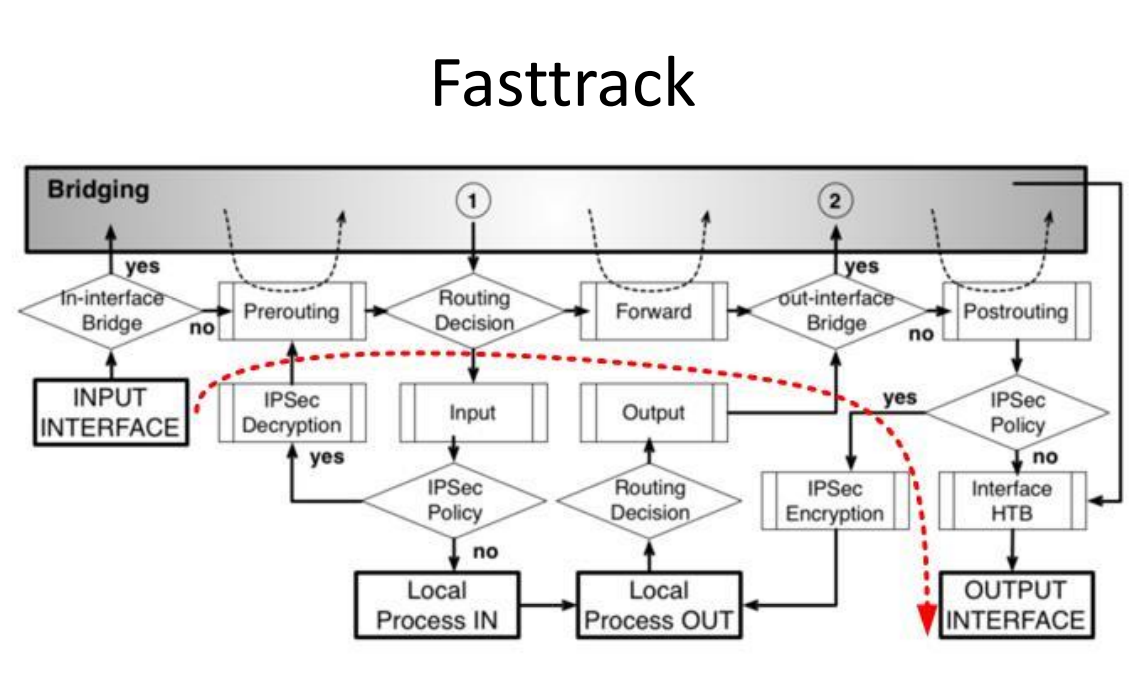 Fasttrack
Bridging
1
2
yes
yes
In-interface
Bridge
no
Prerouting
Routing
Decision
Forward
out-interface
Bridge
no
Postrouting
INPUT
INTERFACE
IPSec
Decryption
Input
Output
yes
IPSec
Policy
yes
IPSec
Policy
no
Routing
Decision
IPSec
Encryption
no
Interface
HTB
Local
Process IN
Local
Process OUT
OUTPUT
INTERFACE